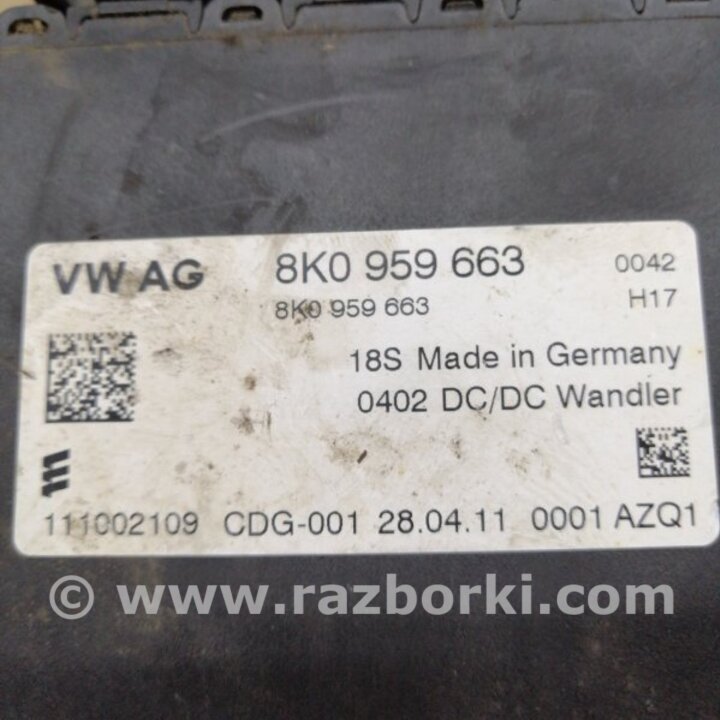 VW AG 8K0 959 663 0042
8K0 959 663 H17
18S Made in Germany
0402 DC/DC Wandler
111002109 CDG-001 28.04.11 0001 AZQ1
© www.razborki.com